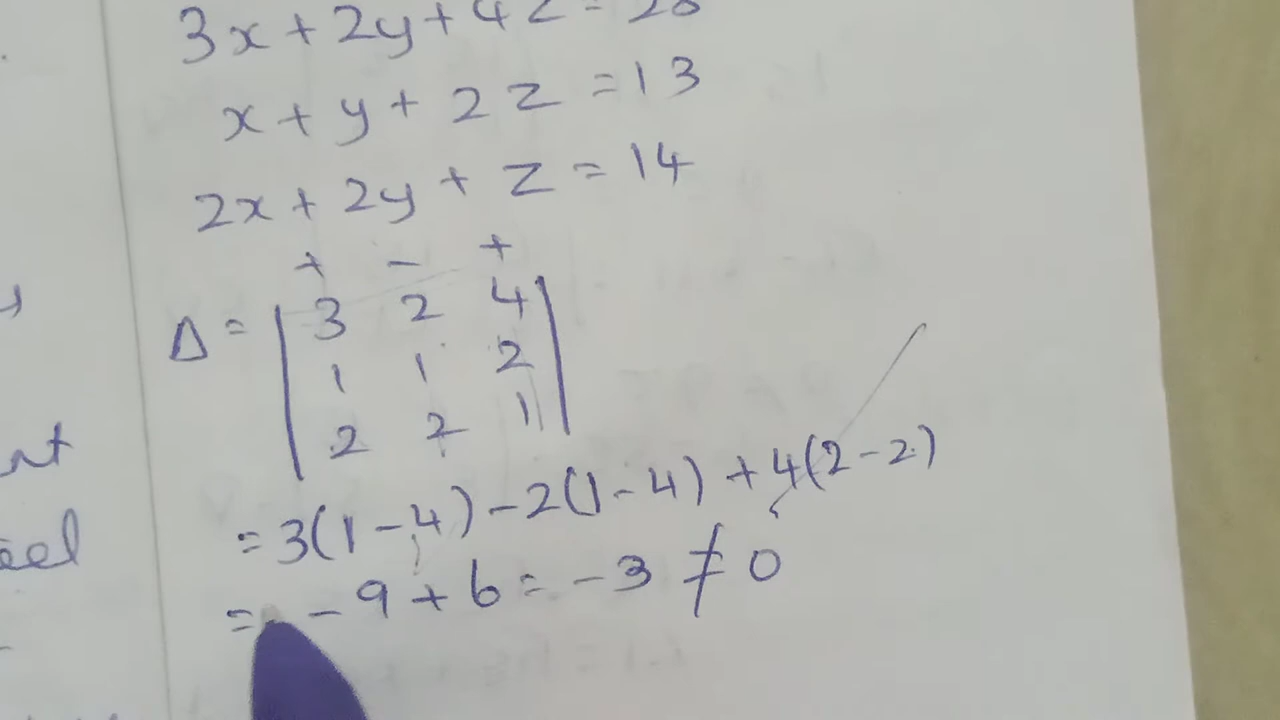 3x + 2y + 4z = 28
x + y + 2z = 13
2x + 2y + z = 14
+ - +
Δ = | 3 2 4 |
1 1 2
2 2 1
= 3(1-4) - 2(1-4) + 4(2-2)
= -9 + 6 = -3 ≠ 0